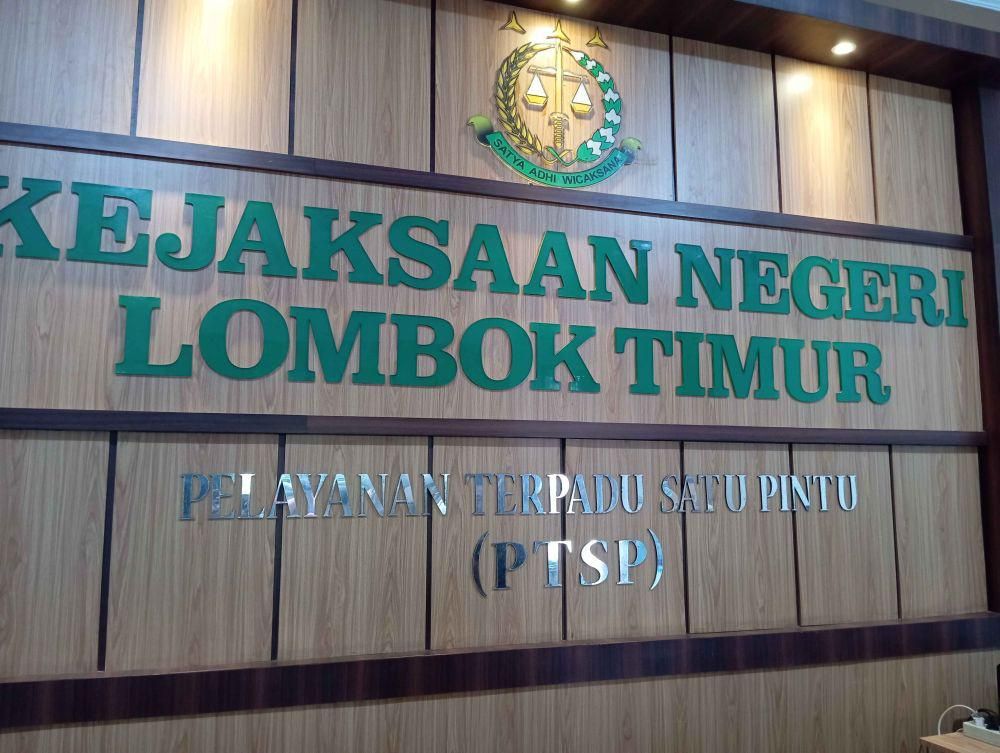 SATYA ADHI WICAKSANA
KEJAKSAAN NEGERI
LOMBOK TIMUR
PELAYANAN TERPADU SATU PINTU
(PTSP)